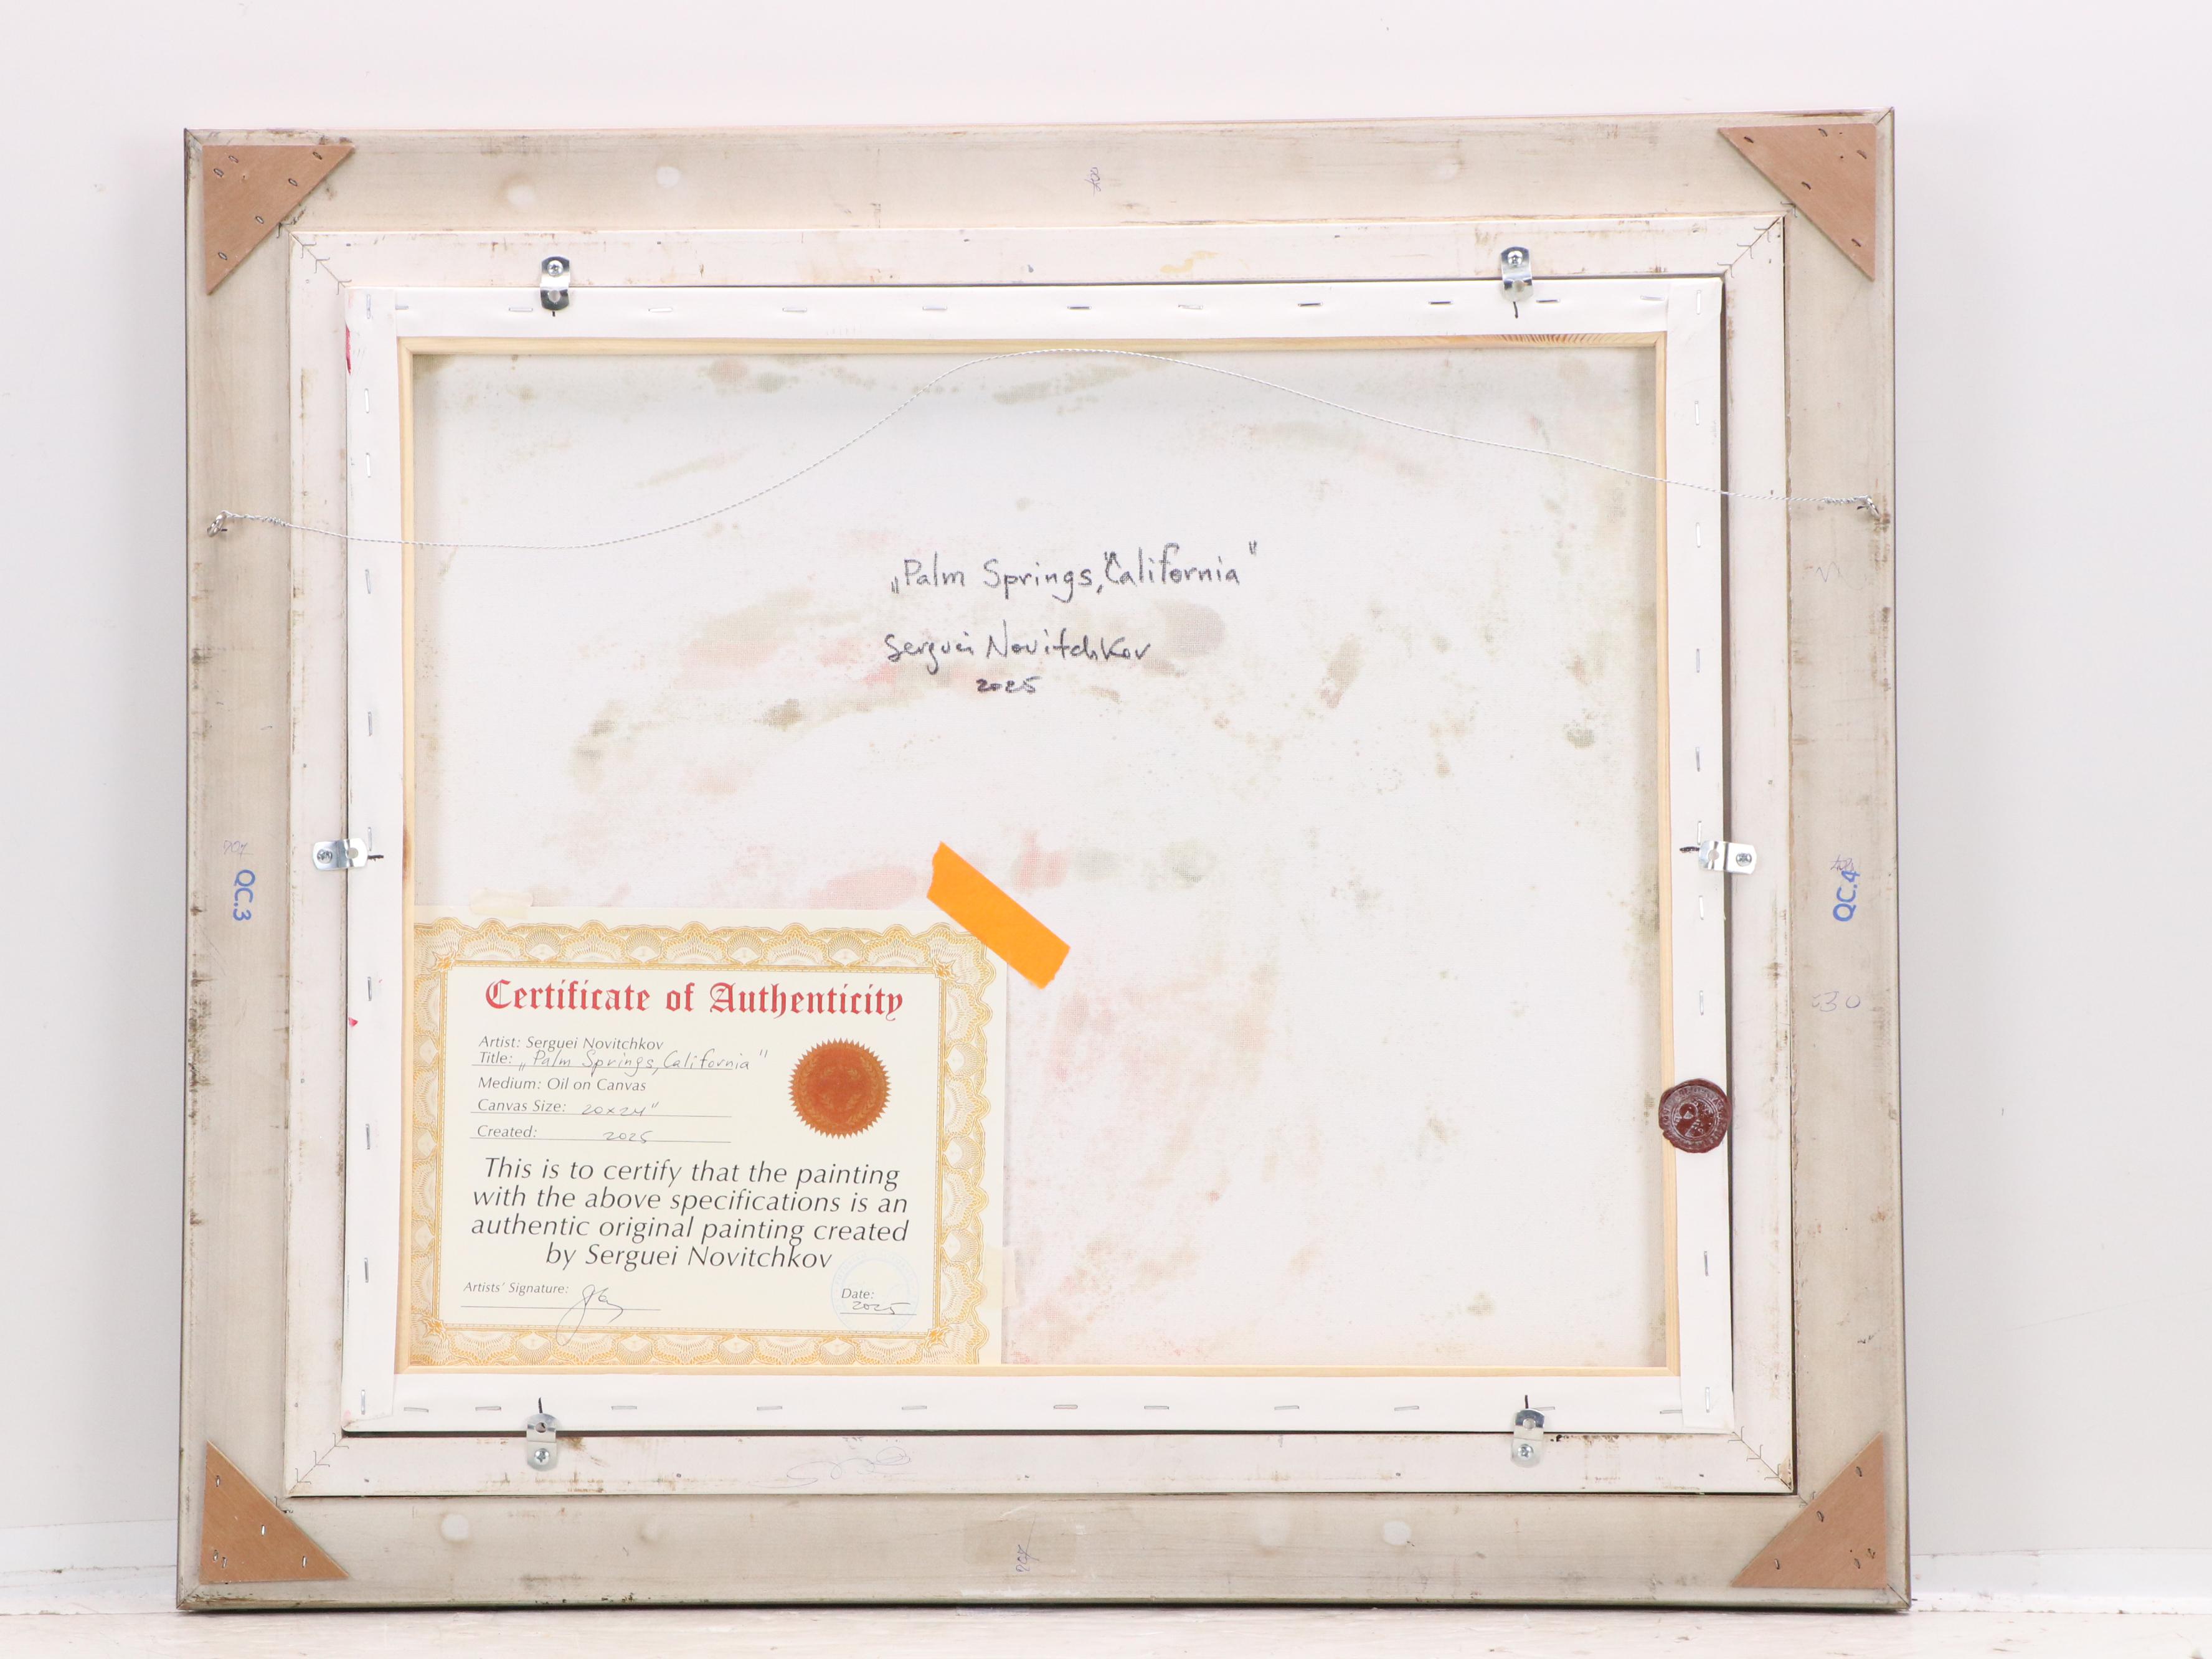 „Palm Springs, "California"
Serguei Novitchkov
2025
QC.3
QC.4
Certificate of Authenticity
Artist: Serguei Novitchkov
Title: „Palm Springs, California"
Medium: Oil on Canvas
Canvas Size: 20x24"
Created: 2025
This is to certify that the painting
with the above specifications is an
authentic original painting created
by Serguei Novitchkov
Artists' Signature:
Date:
2025